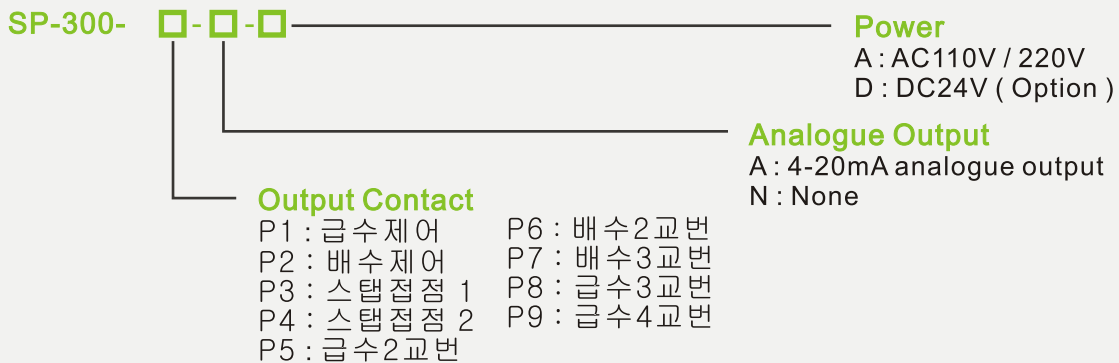 SP-300- □-□-□
Power
A : AC110V / 220V
D : DC24V ( Option )
Analogue Output
A : 4-20mA analogue output
N : None
Output Contact
P1 : 급수제어
P2 : 배수제어
P3 : 스탭접점 1
P4 : 스탭접점 2
P5 : 급수2교번
P6 : 배수2교번
P7 : 배수3교번
P8 : 급수3교번
P9 : 급수4교번